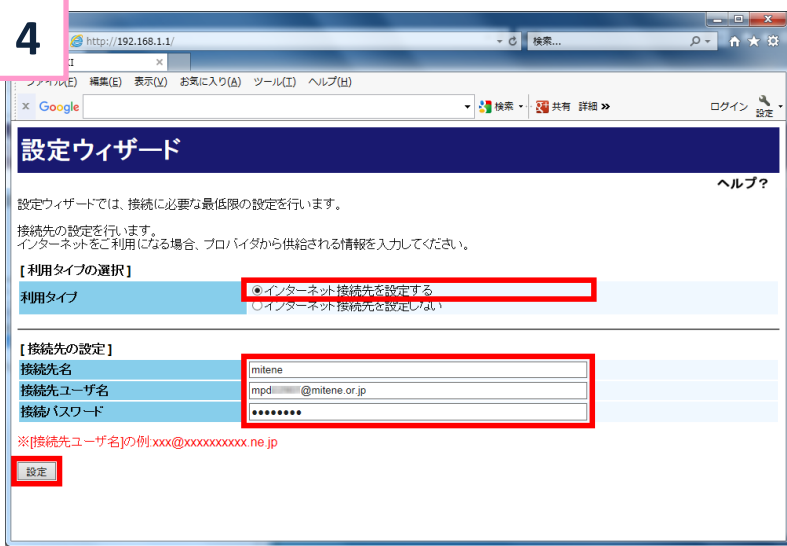 4
http://192.168.1.1/
検索...
ファイル(F) 編集(E) 表示(V) お気に入り(A) ツール(T) ヘルプ(H)
x Google 検索 共有 詳細 » ログイン 設定
設定ウィザード
ヘルプ?
設定ウィザードでは、接続に必要な最低限の設定を行います。
接続先の設定を行います。
インターネットをご利用になる場合、プロバイダから供給される情報を入力してください。
[利用タイプの選択]
利用タイプ
インターネット接続先を設定する
インターネット接続先を設定しない
[接続先の設定]
接続先名 mitene
接続先ユーザ名 mpd @mitene.or.jp
接続パスワード ●●●●●●●●
※[接続先ユーザ名]の例:xxx@xxxxxxxxxx.ne.jp
設定